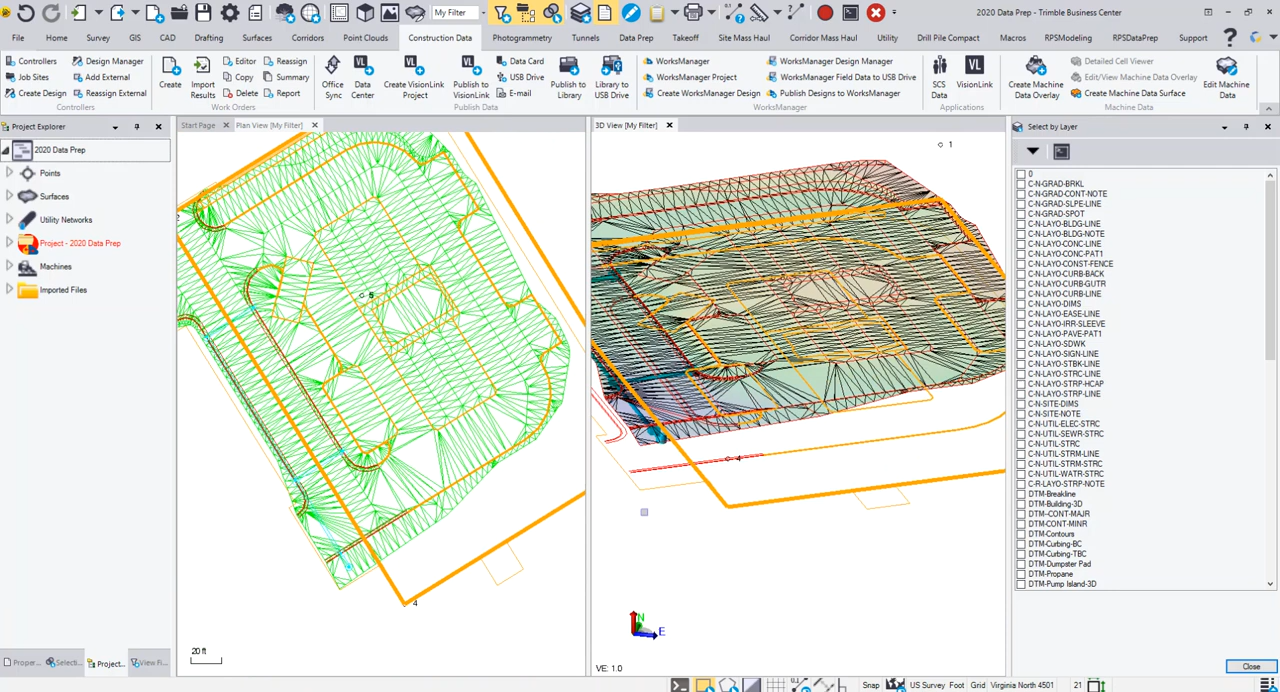 My Filter
2020 Data Prep - Trimble Business Center
File Home Survey GIS CAD Drafting Surfaces Corridors Point Clouds Construction Data Photogrammetry Tunnels Data Prep Takeoff Site Mass Haul Corridor Mass Haul Utility Drill Pile Compact Macros RPSModeling RPSDataPrep Support
Controllers Design Manager
Job Sites Add External
Create Design Reassign External
Controllers
Create Import Results
Editor Reassign
Copy Summary
Delete Report
Work Orders
Office Sync
Data Center
Create VisionLink Project
Publish to VisionLink
Data Card
USB Drive
E-mail
Publish to Library
Library to USB Drive
Publish Data
WorksManager WorksManager Design Manager
WorksManager Project WorksManager Field Data to USB Drive
Create WorksManager Design Publish Designs to WorksManager
WorksManager
SCS Data
VisionLink
Applications
Create Machine Data Overlay
Detailed Cell Viewer
Edit/View Machine Data Overlay
Create Machine Data Surface
Edit Machine Data
Machine Data
Project Explorer
2020 Data Prep
Points
Surfaces
Utility Networks
Project - 2020 Data Prep
Machines
Imported Files
Proper... Selecti... Project... View Fi...
Start Page Plan View [My Filter]
2
5
4
20 ft
3D View [My Filter]
1
4
N
E
VE: 1.0
Select by Layer
0
C-N-GRAD-BRKL
C-N-GRAD-CONT-NOTE
C-N-GRAD-SLPE-LINE
C-N-GRAD-SPOT
C-N-LAYO-BLDG-LINE
C-N-LAYO-BLDG-NOTE
C-N-LAYO-CONC-LINE
C-N-LAYO-CONC-PAT1
C-N-LAYO-CONST-FENCE
C-N-LAYO-CURB-BACK
C-N-LAYO-CURB-GUTR
C-N-LAYO-CURB-LINE
C-N-LAYO-DIMS
C-N-LAYO-EASE-LINE
C-N-LAYO-IRR-SLEEVE
C-N-LAYO-PAVE-PAT1
C-N-LAYO-SDWK
C-N-LAYO-SIGN-LINE
C-N-LAYO-STBK-LINE
C-N-LAYO-STRC-LINE
C-N-LAYO-STRP-HCAP
C-N-LAYO-STRP-LINE
C-N-SITE-DIMS
C-N-SITE-NOTE
C-N-UTIL-ELEC-STRC
C-N-UTIL-SEWR-STRC
C-N-UTIL-STRC
C-N-UTIL-STRM-LINE
C-N-UTIL-STRM-STRC
C-N-UTIL-WATR-STRC
C-R-LAYO-STRP-NOTE
DTM-Breakline
DTM-Building-3D
DTM--CONT-MAJR
DTM-CONT-MINR
DTM-Contours
DTM-Curbing-BC
DTM-Curbing-TBC
DTM-Dumpster Pad
DTM-Propane
DTM-Pump Island-3D
Close
Snap US Survey Foot Grid Virginia North 4501 21